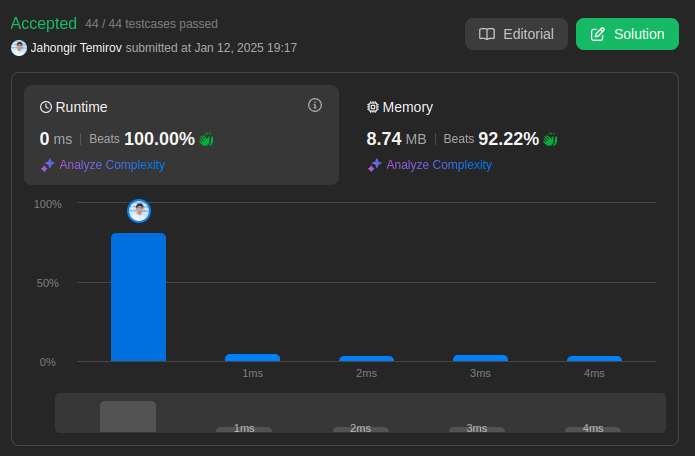 Accepted 44 / 44 testcases passed
Jahongir Temirov submitted at Jan 12, 2025 19:17
Editorial
Solution
Runtime
0 ms | Beats 100.00%
Analyze Complexity
Memory
8.74 MB | Beats 92.22%
Analyze Complexity
100%
50%
0%
1ms 2ms 3ms 4ms
1ms 2ms 3ms 4ms